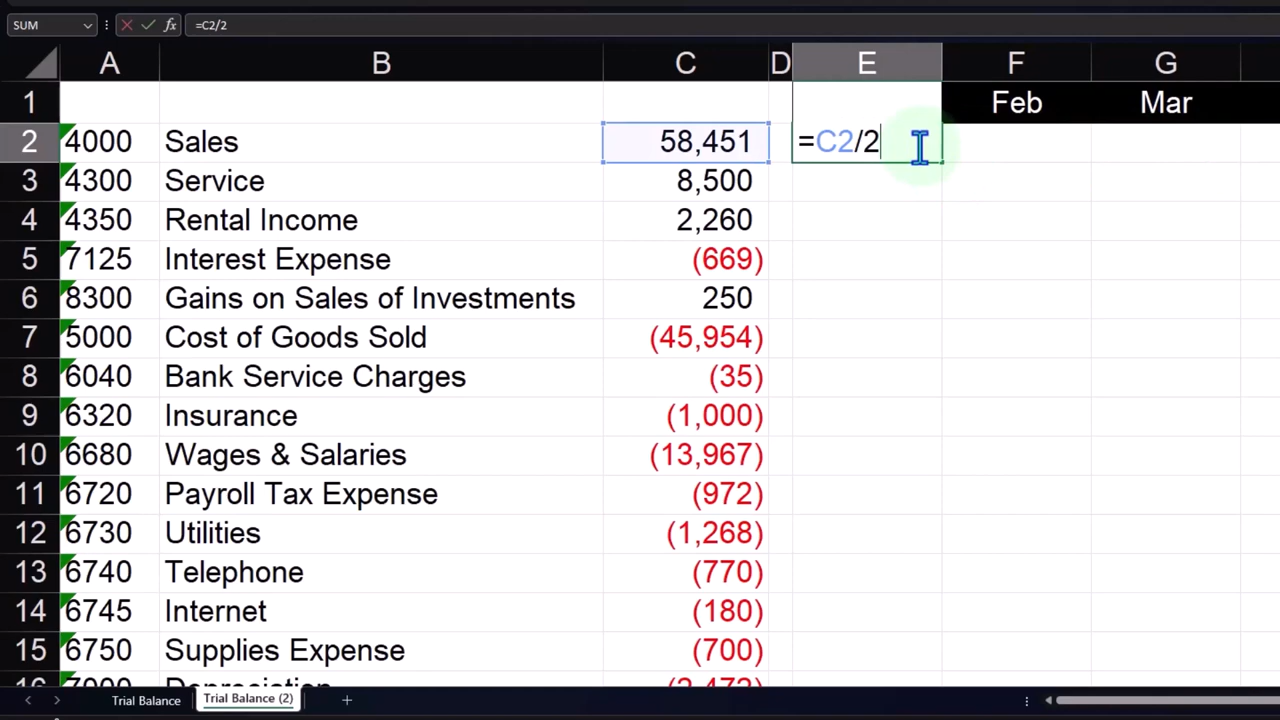 SUM =C2/2
A B C D E F G
1 Feb Mar
2 4000 Sales 58,451 =C2/2
3 4300 Service 8,500
4 4350 Rental Income 2,260
5 7125 Interest Expense (669)
6 8300 Gains on Sales of Investments 250
7 5000 Cost of Goods Sold (45,954)
8 6040 Bank Service Charges (35)
9 6320 Insurance (1,000)
10 6680 Wages & Salaries (13,967)
11 6720 Payroll Tax Expense (972)
12 6730 Utilities (1,268)
13 6740 Telephone (770)
14 6745 Internet (180)
15 6750 Supplies Expense (700)
16 7000 Depreciation (2,472)
Trial Balance Trial Balance (2)